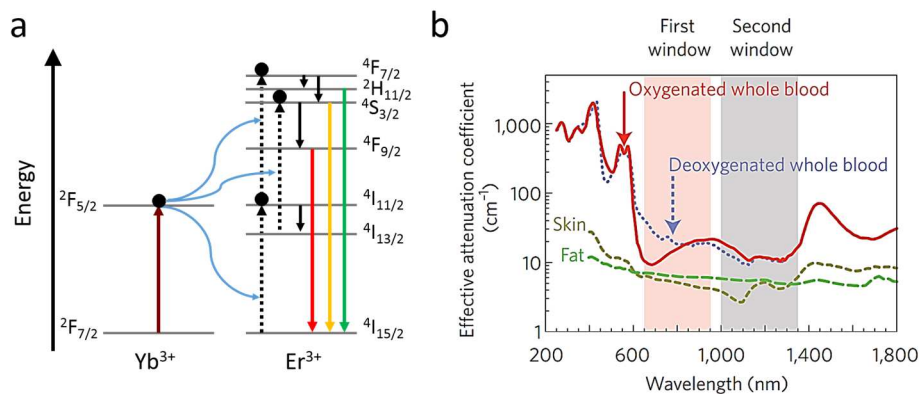 a
Energy
²F₅/₂
²F₇/₂
Yb³⁺
⁴F₇/₂
²H₁₁/₂
⁴S₃/₂
⁴F₉/₂
⁴I₁₁/₂
⁴I₁₃/₂
⁴I₁₅/₂
Er³⁺
b
First
window
Second
window
Effective attenuation coefficient
(cm⁻¹)
1,000
100
10
1
Oxygenated whole blood
Deoxygenated whole blood
Skin
Fat
200
600
1,000
1,400
1,800
Wavelength (nm)